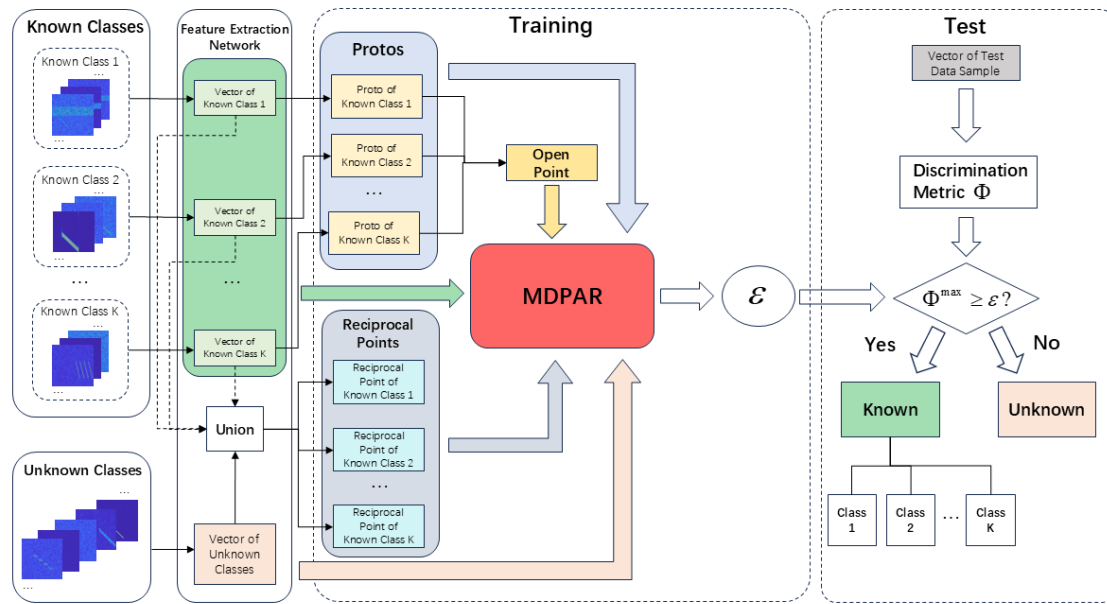 Known Classes
Known Class 1
...
...
Known Class 2
...
...
...
Known Class K
...
...
Unknown Classes
...
...
Feature Extraction
Network
Vector of
Known Class 1
Vector of
Known Class 2
...
Vector of
Known Class K
Union
Vector of
Unknown
Classes
Training
Protos
Proto of
Known Class 1
Proto of
Known Class 2
...
Proto of
Known Class K
Open
Point
MDPAR
ε
Reciprocal
Points
Reciprocal
Point of
Known Class 1
Reciprocal
Point of
Known Class 2
...
Reciprocal
Point of
Known Class K
Test
Vector of Test
Data Sample
Discrimination
Metric Φ
Φ^max ≥ ε?
Yes
No
Known
Unknown
Class
1
Class
2
...
Class
K